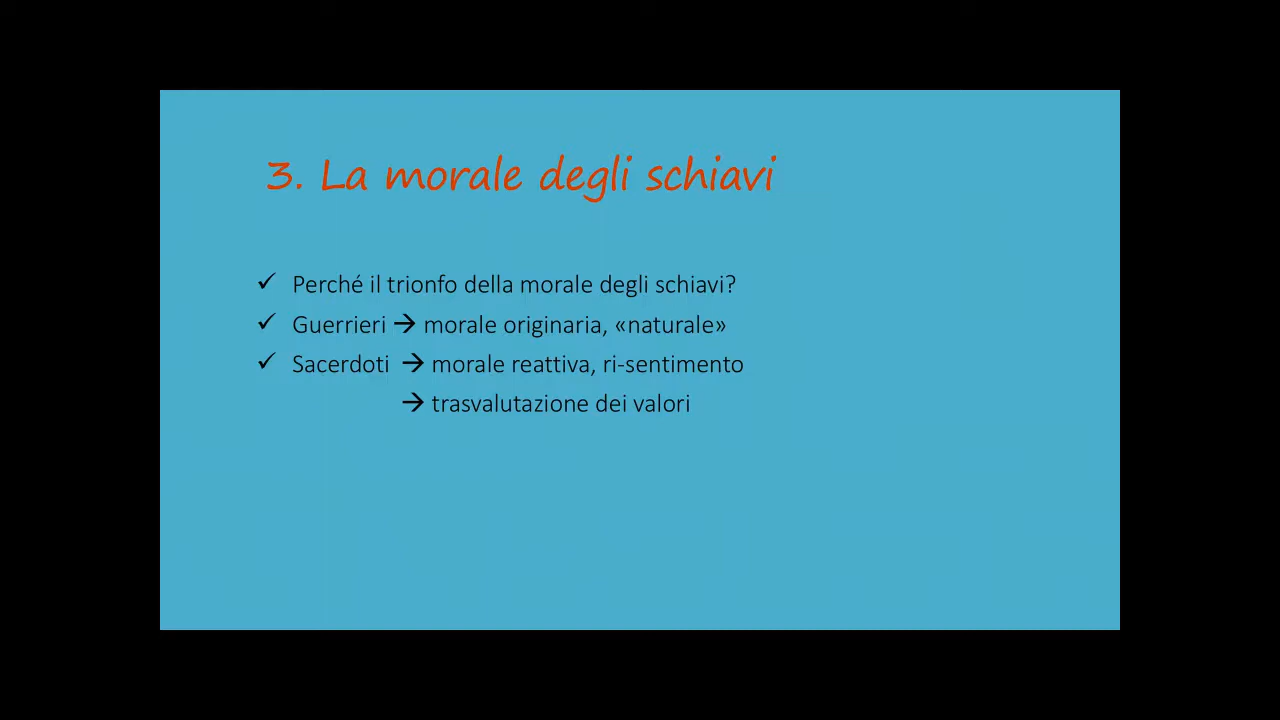 3. La morale degli schiavi
✓ Perché il trionfo della morale degli schiavi?
✓ Guerrieri → morale originaria, «naturale»
✓ Sacerdoti → morale reattiva, ri-sentimento
→ trasvalutazione dei valori